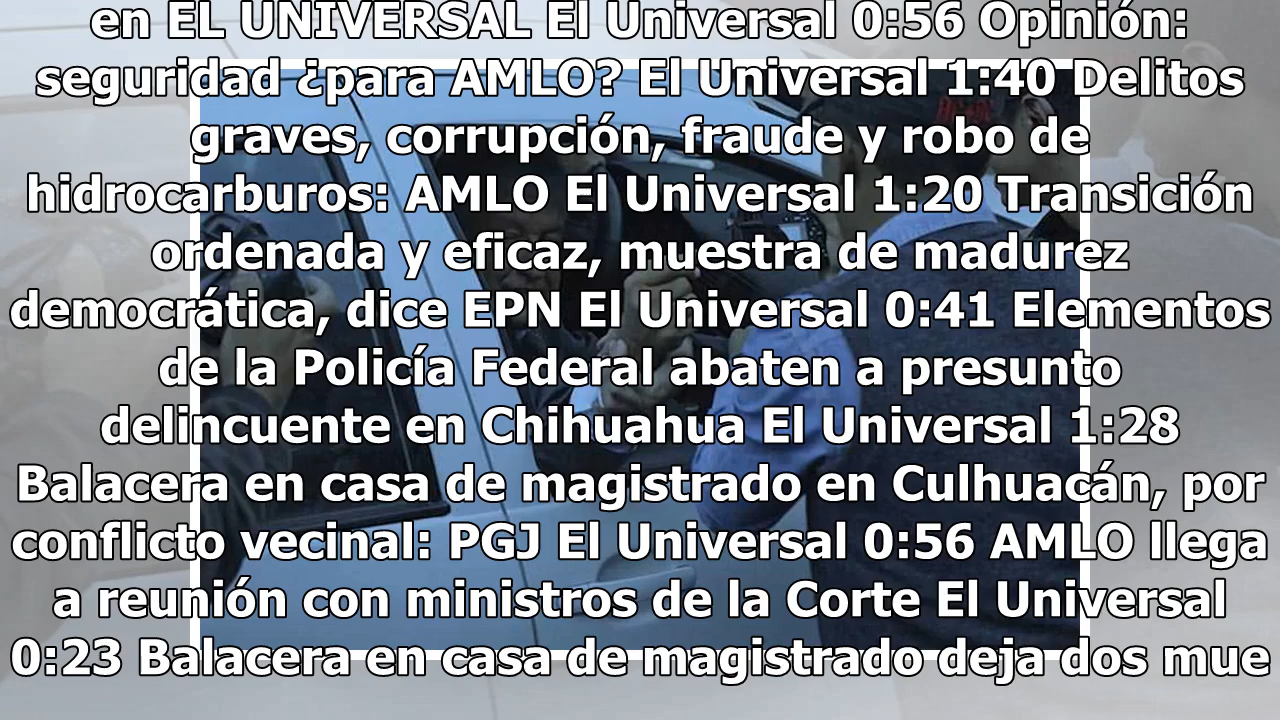 en EL UNIVERSAL El Universal 0:56 Opinión:
seguridad ¿para AMLO? El Universal 1:40 Delitos
graves, corrupción, fraude y robo de
hidrocarburos: AMLO El Universal 1:20 Transición
ordenada y eficaz, muestra de madurez
democrática, dice EPN El Universal 0:41 Elementos
de la Policía Federal abaten a presunto
delincuente en Chihuahua El Universal 1:28
Balacera en casa de magistrado en Culhuacán, por
conflicto vecinal: PGJ El Universal 0:56 AMLO llega
a reunión con ministros de la Corte El Universal
0:23 Balacera en casa de magistrado deja dos mue